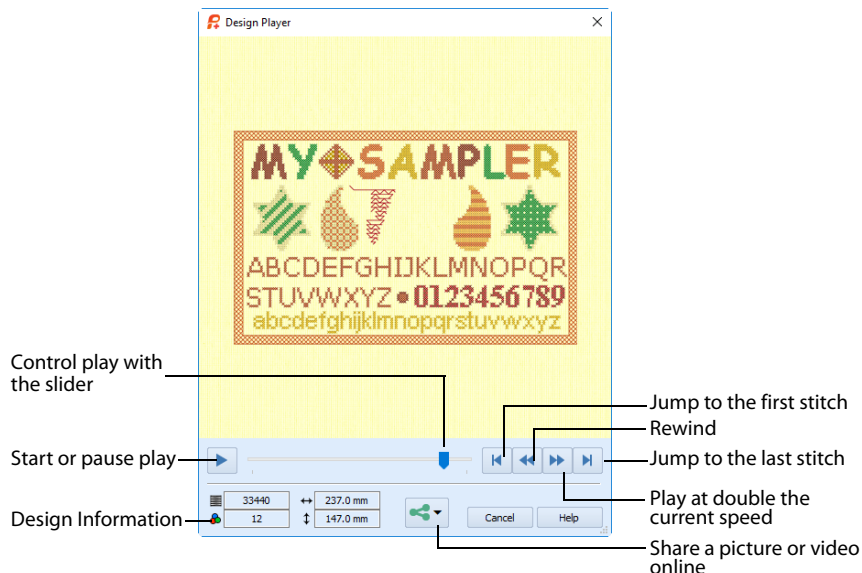 Design Player
MY SAMPLER
ABCDEFGHIJKLMNOPQR
STUVWXYZ•0123456789
abcdefghijklmnopqrstuvwxyz
Control play with
the slider
Jump to the first stitch
Rewind
Start or pause play
Jump to the last stitch
Play at double the
current speed
33440
237.0 mm
Design Information
12
147.0 mm
Cancel
Help
Share a picture or video
online